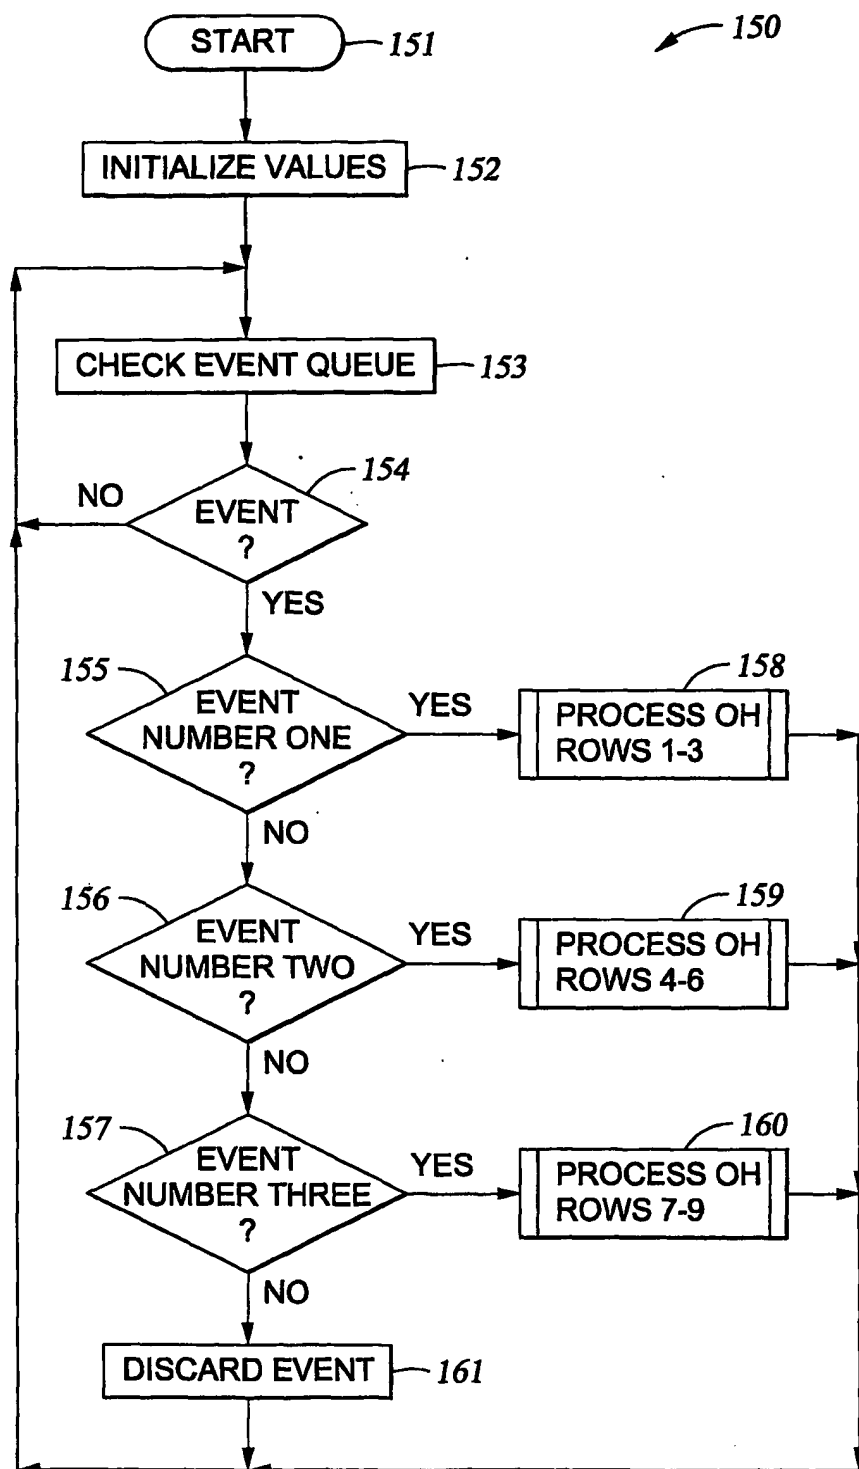 START
151
150
INITIALIZE VALUES
152
CHECK EVENT QUEUE
153
154
NO
EVENT
?
YES
155
EVENT
NUMBER ONE
?
YES
158
PROCESS OH
ROWS 1-3
NO
156
EVENT
NUMBER TWO
?
YES
159
PROCESS OH
ROWS 4-6
NO
157
EVENT
NUMBER THREE
?
YES
160
PROCESS OH
ROWS 7-9
NO
DISCARD EVENT
161